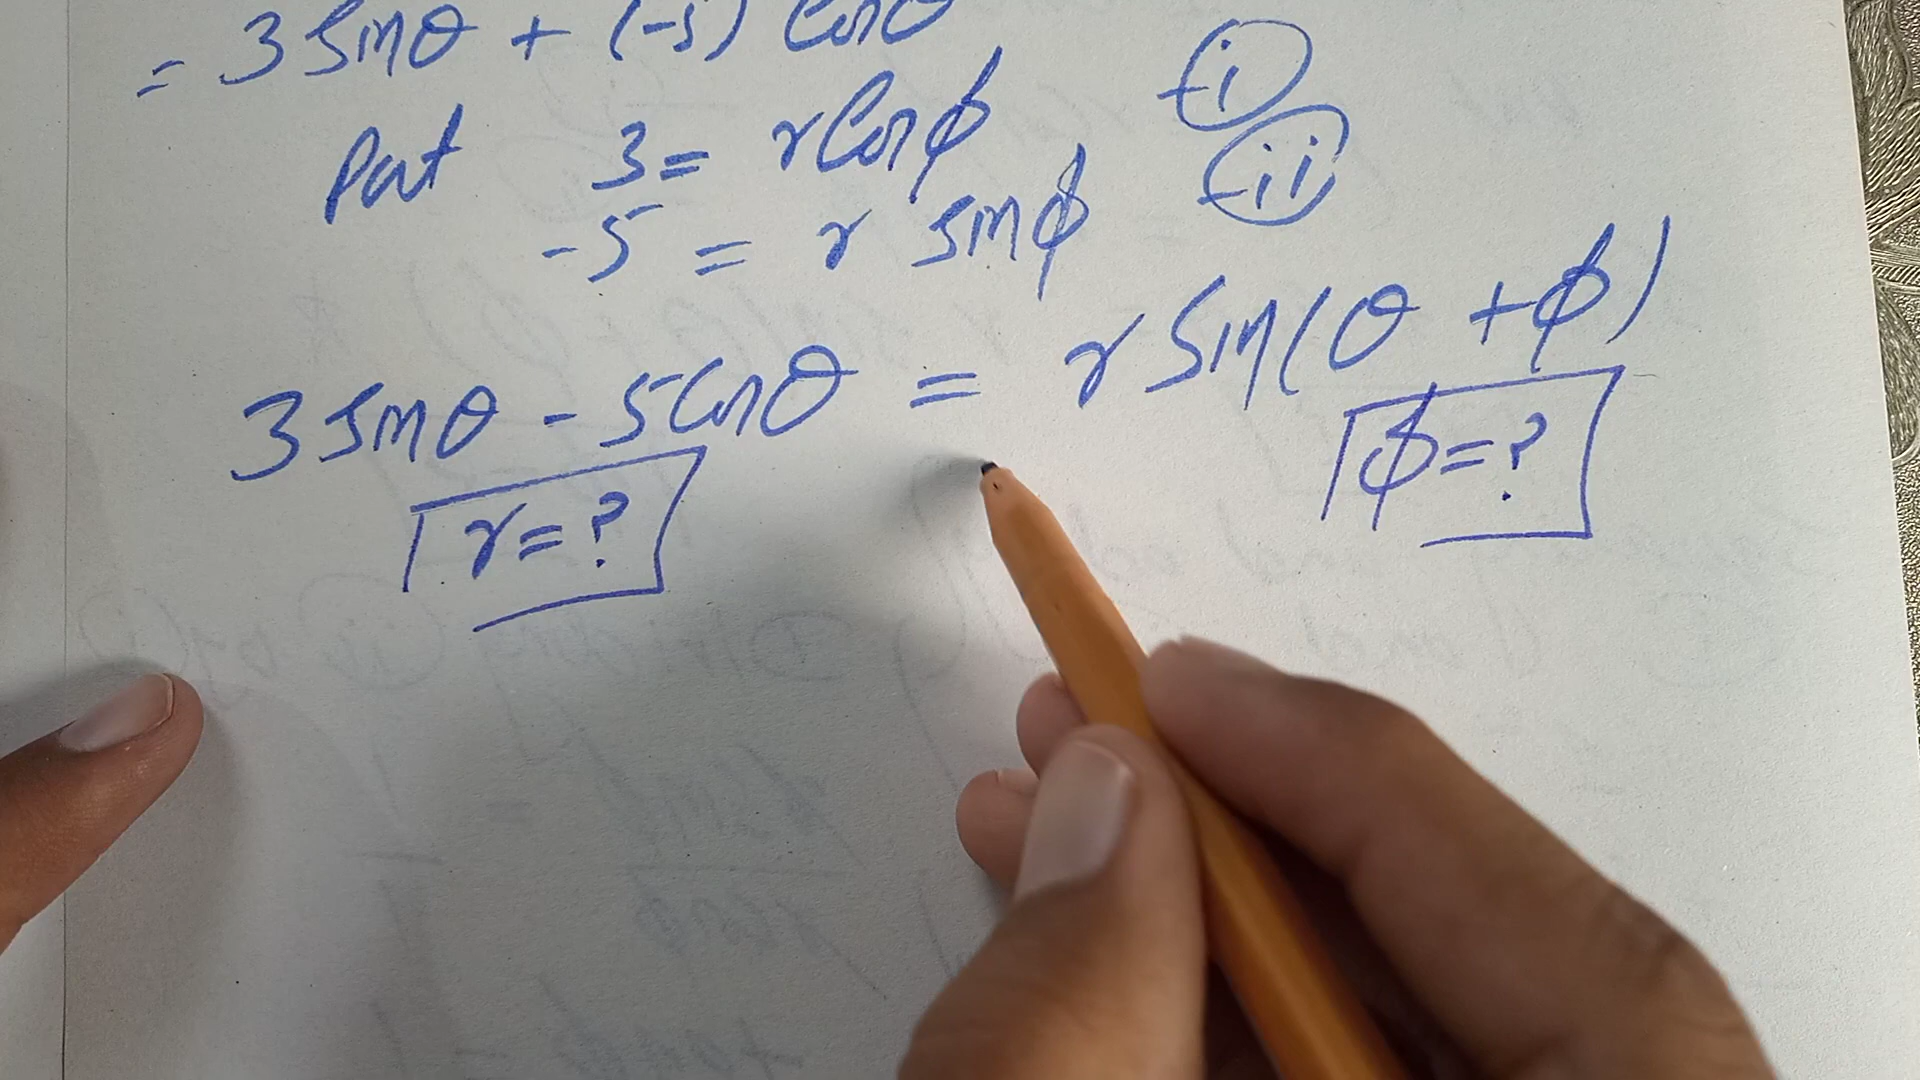 = 3 sinθ + (-5) cosθ
Put 3 = r cosφ (i)
-5 = r sinφ (ii)
3 sinθ - 5 cosθ = r sin(θ + φ)
r = ? φ = ?